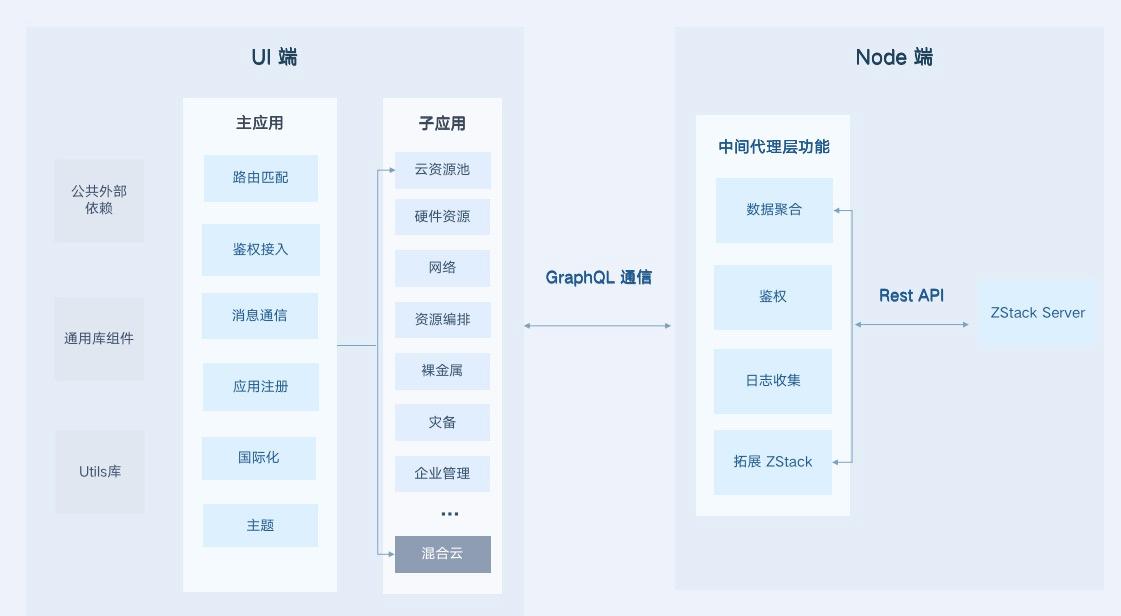 UI 端
公共外部
依赖
通用库组件
Utils库
主应用
路由匹配
鉴权接入
消息通信
应用注册
国际化
主题
子应用
云资源池
硬件资源
网络
资源编排
裸金属
灾备
企业管理
...
混合云
GraphQL 通信
Node 端
中间代理层功能
数据聚合
鉴权
日志收集
拓展 ZStack
Rest API
ZStack Server